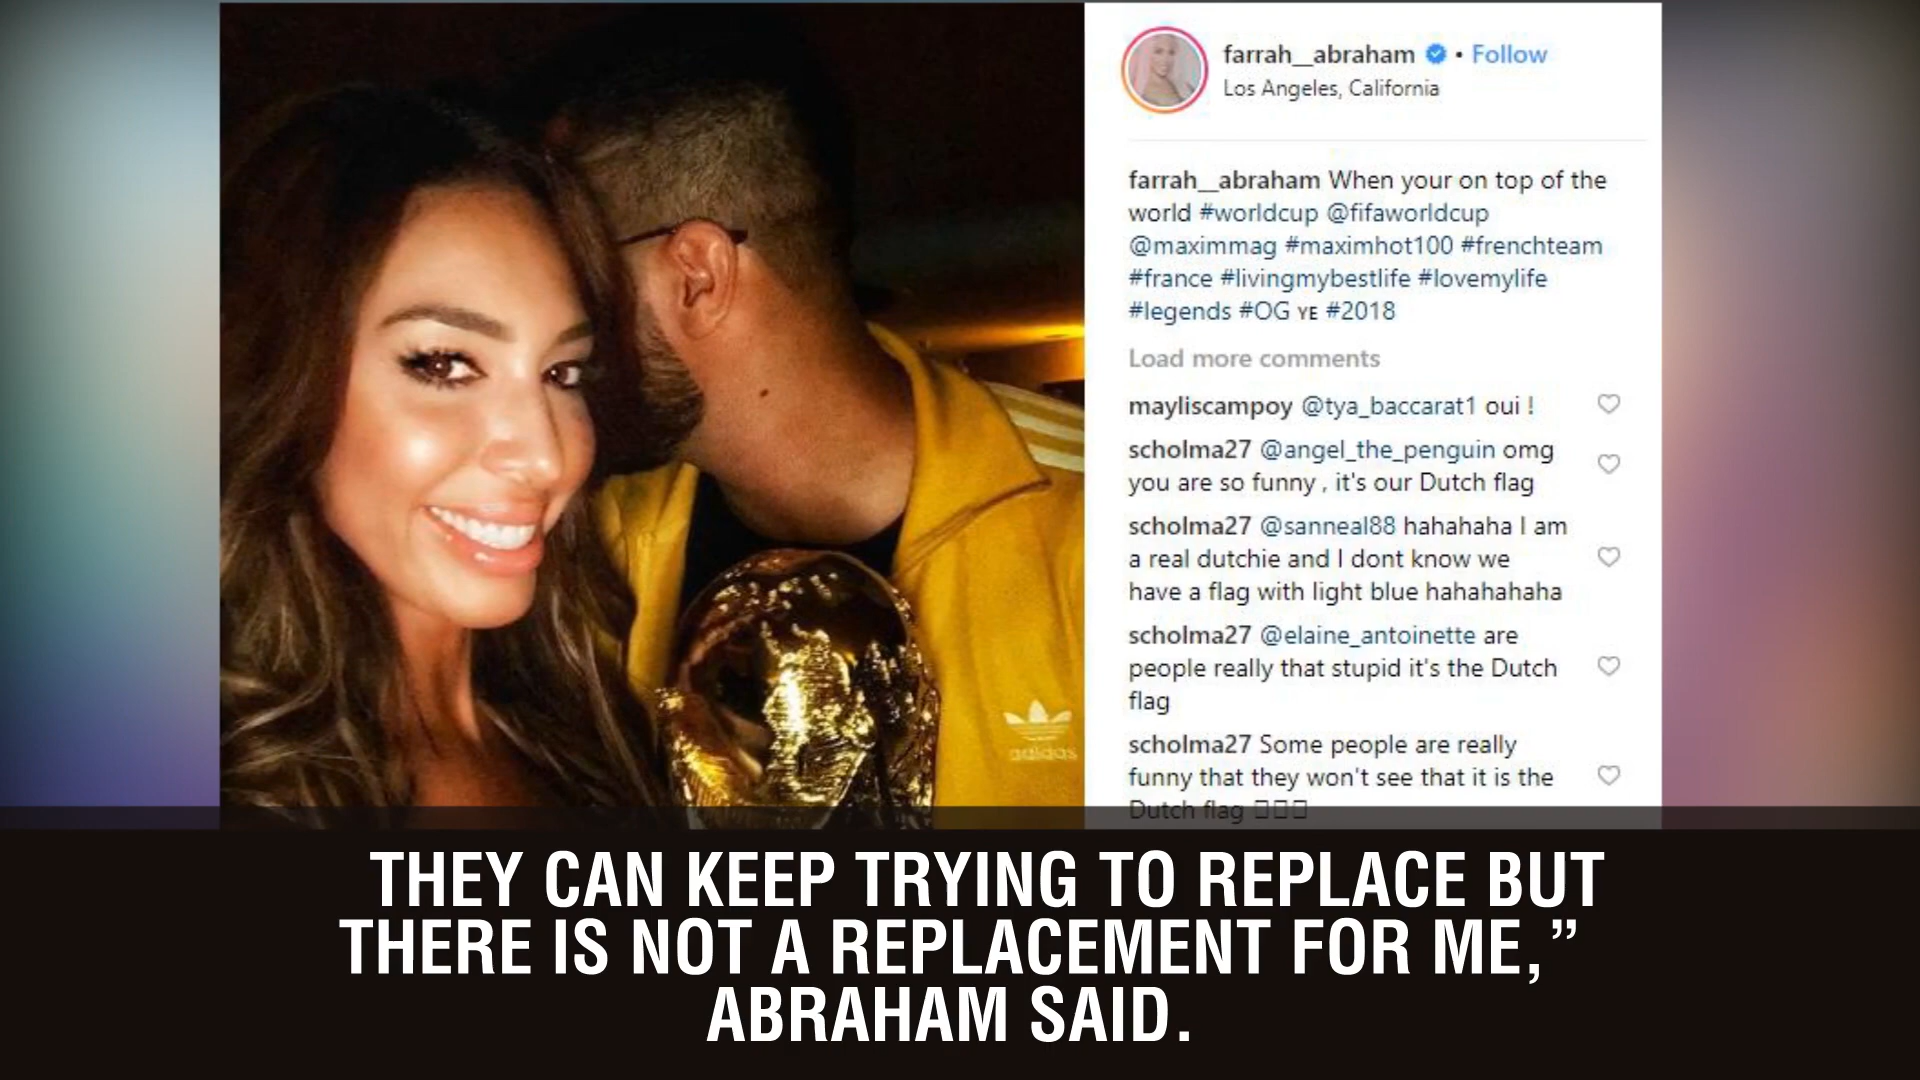 farrah__abraham • Follow
Los Angeles, California
farrah__abraham When your on top of the
world #worldcup @fifaworldcup
@maximmag #maximhot100 #frenchteam
#france #livingmybestlife #lovemylife
#legends #OG YE #2018
Load more comments
mayliscampoy @tya_baccarat1 oui !
scholma27 @angel_the_penguin omg
you are so funny , it's our Dutch flag
scholma27 @sanneal88 hahahaha I am
a real dutchie and I dont know we
have a flag with light blue hahahahaha
scholma27 @elaine_antoinette are
people really that stupid it's the Dutch
flag
scholma27 Some people are really
funny that they won't see that it is the
Dutch flag
adidas
THEY CAN KEEP TRYING TO REPLACE BUT
THERE IS NOT A REPLACEMENT FOR ME,”
ABRAHAM SAID.